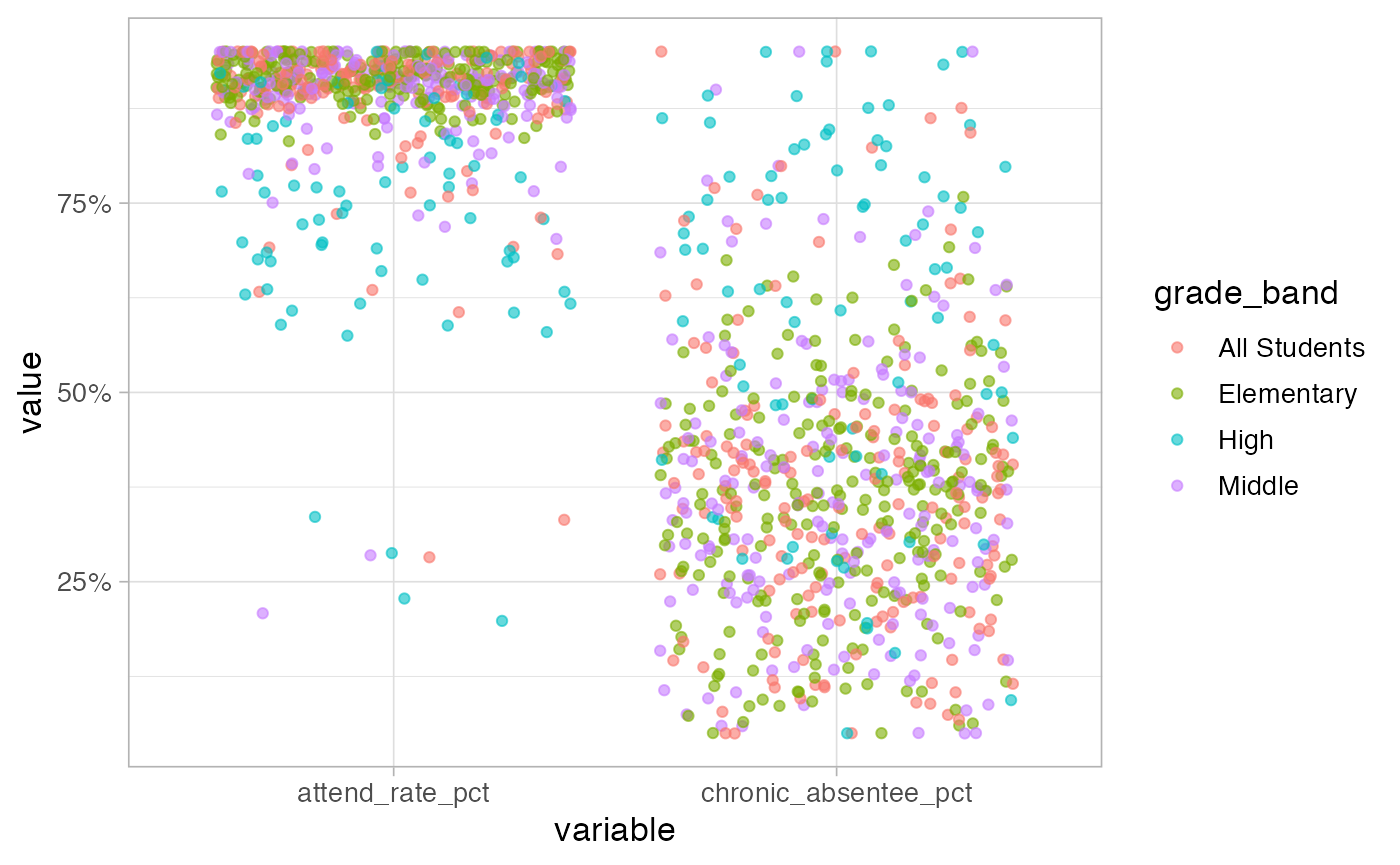 75%
50%
25%
value
attend_rate_pct
chronic_absentee_pct
variable
grade_band
All Students
Elementary
High
Middle